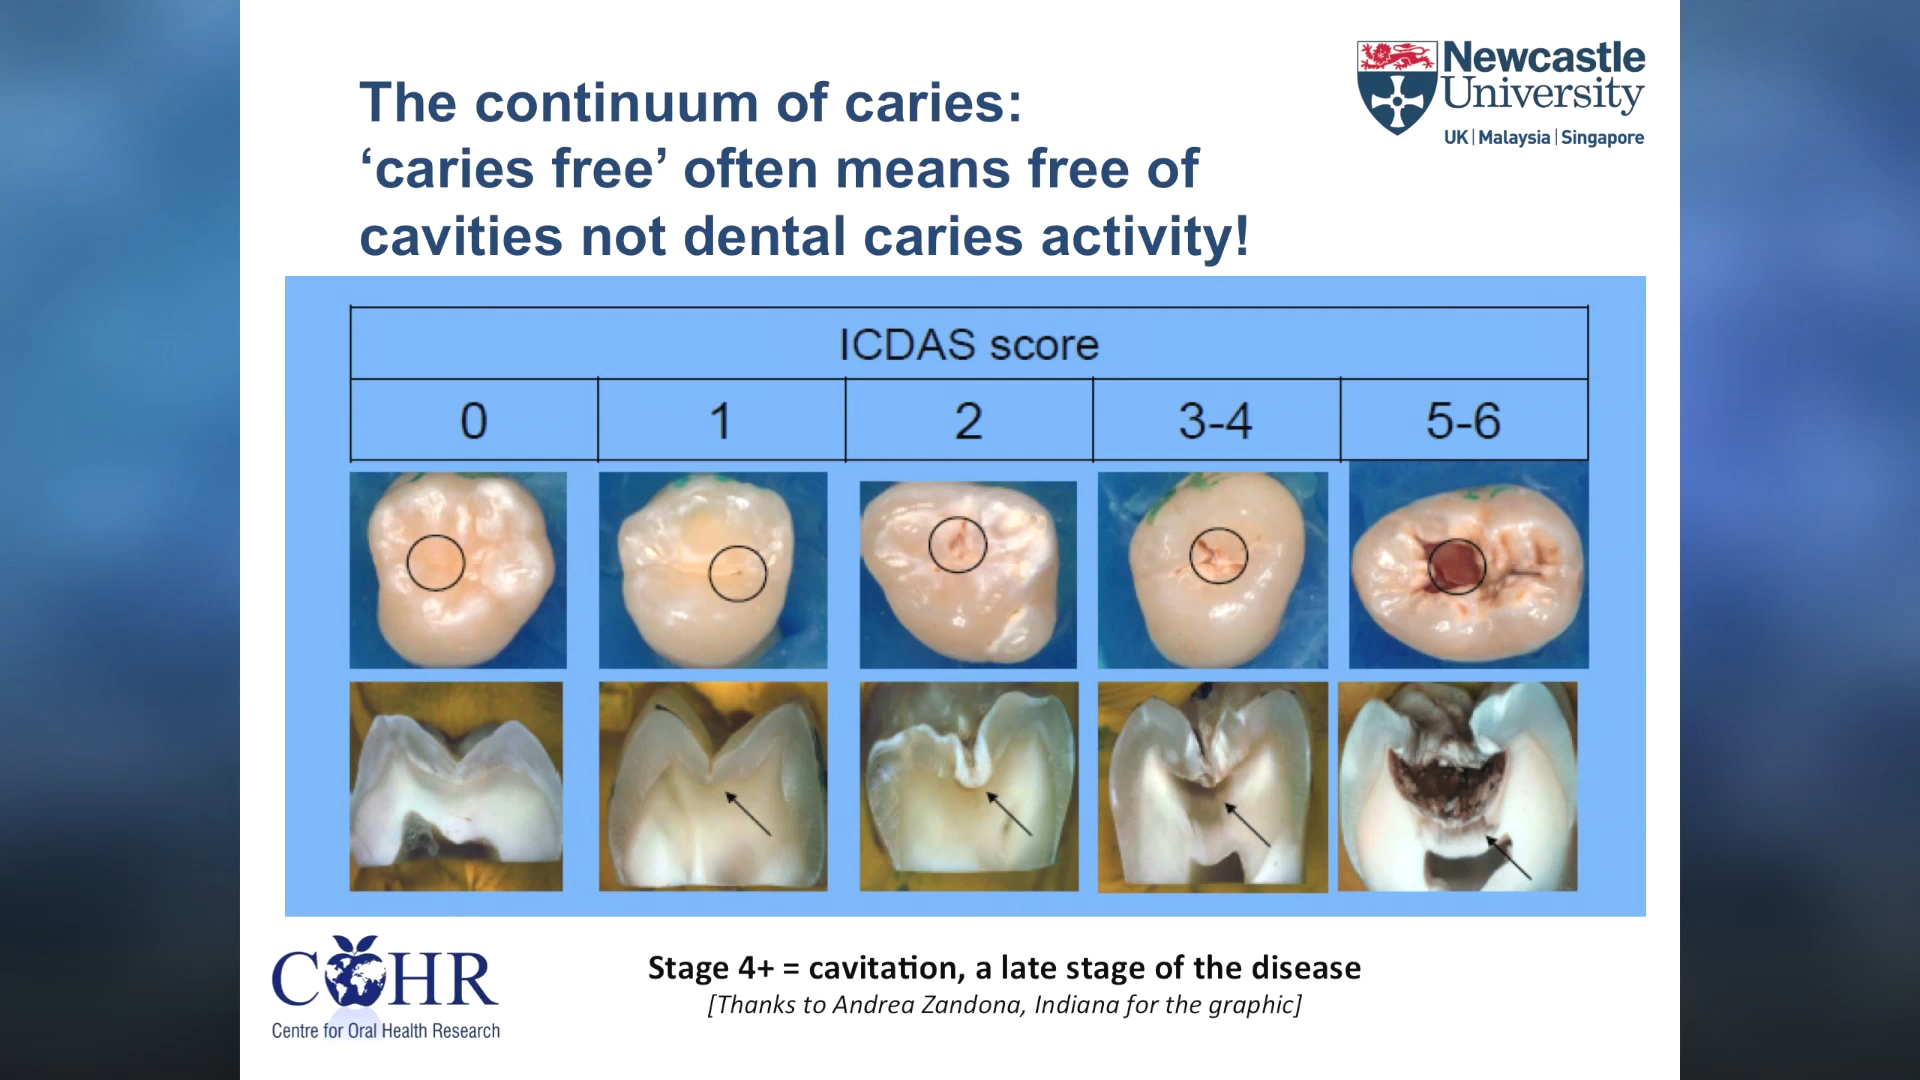 The continuum of caries:
‘caries free’ often means free of
cavities not dental caries activity!
Newcastle
University
UK | Malaysia | Singapore
ICDAS score
0 1 2 3-4 5-6
COHR
Centre for Oral Health Research
Stage 4+ = cavitation, a late stage of the disease
[Thanks to Andrea Zandona, Indiana for the graphic]